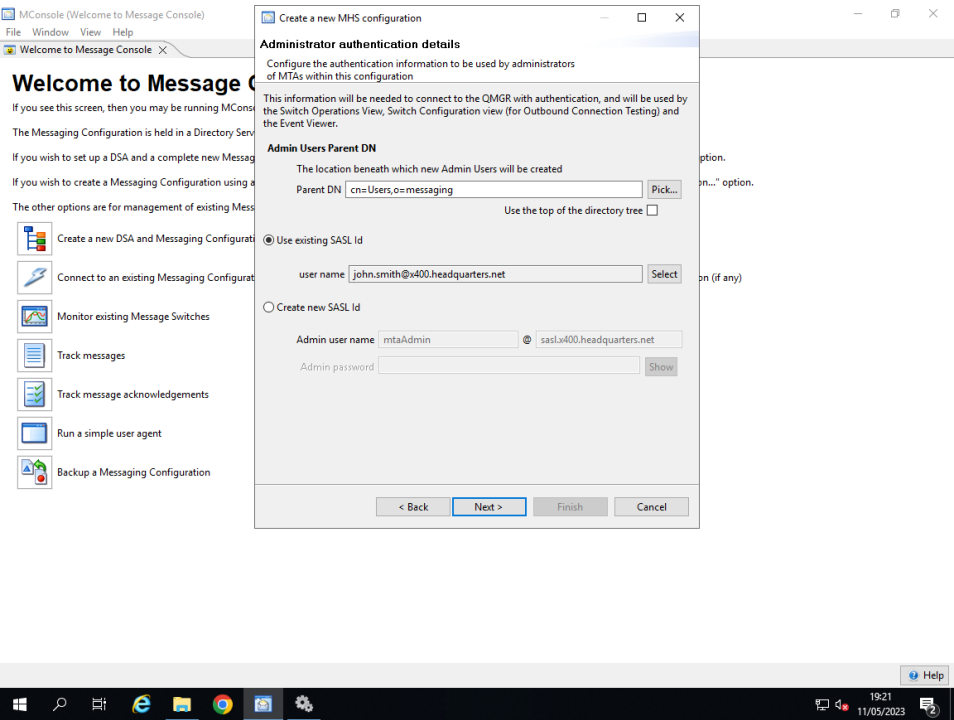 MConsole (Welcome to Message Console)
File Window View Help
Welcome to Message Console
Welcome to Message C
If you see this screen, then you may be running MCons
The Messaging Configuration is held in a Directory Serv
If you wish to set up a DSA and a complete new Messag
ption.
If you wish to create a Messaging Configuration using a
on..." option.
The other options are for management of existing Mess
Create a new DSA and Messaging Configurati
Connect to an existing Messaging Configurat
on (if any)
Monitor existing Message Switches
Track messages
Track message acknowledgements
Run a simple user agent
Backup a Messaging Configuration
Create a new MHS configuration
Administrator authentication details
Configure the authentication information to be used by administrators
of MTAs within this configuration
This information will be needed to connect to the QMGR with authentication, and will be used by
the Switch Operations View, Switch Configuration view (for Outbound Connection Testing) and
the Event Viewer.
Admin Users Parent DN
The location beneath which new Admin Users will be created
Parent DN cn=Users,o=messaging Pick...
Use the top of the directory tree
Use existing SASL Id
user name john.smith@x400.headquarters.net Select
Create new SASL Id
Admin user name mtaAdmin @ sasl.x400.headquarters.net
Admin password Show
< Back Next > Finish Cancel
Help
19:21
11/05/2023
2